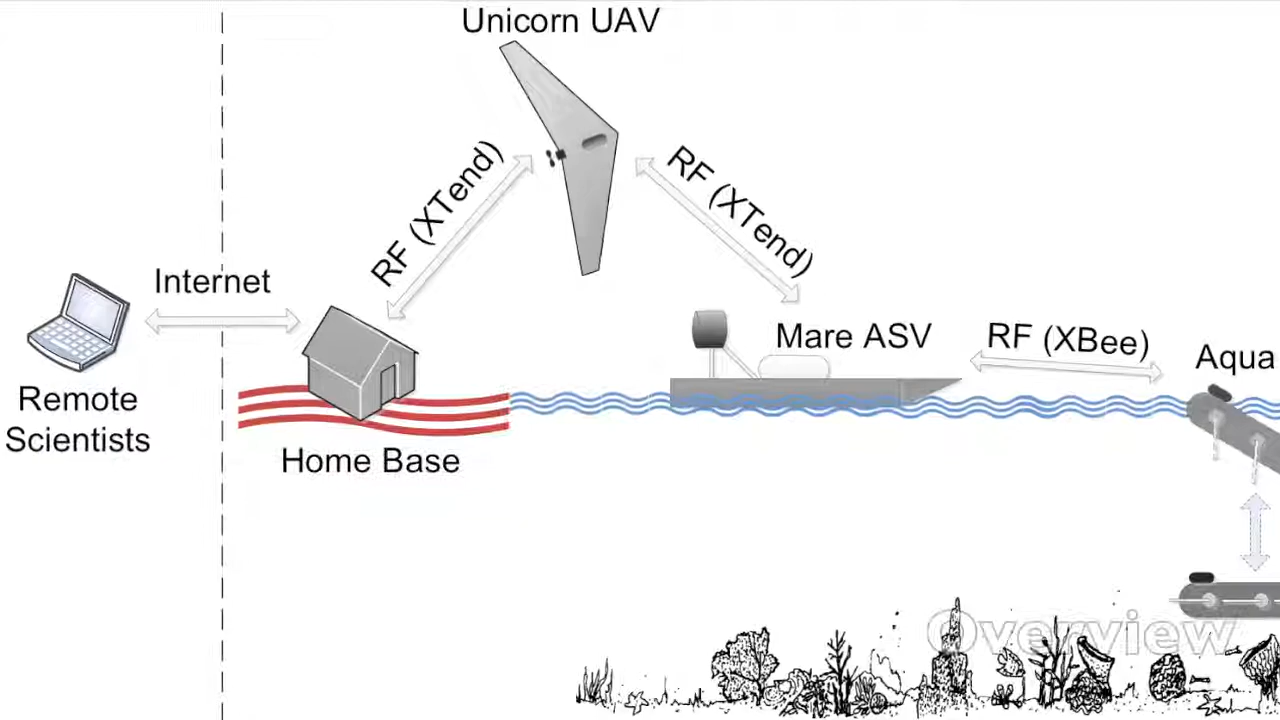 Unicorn UAV
RF (XTend)
RF (XTend)
Internet
Mare ASV
RF (XBee)
Aqua
Remote
Scientists
Home Base
Overview